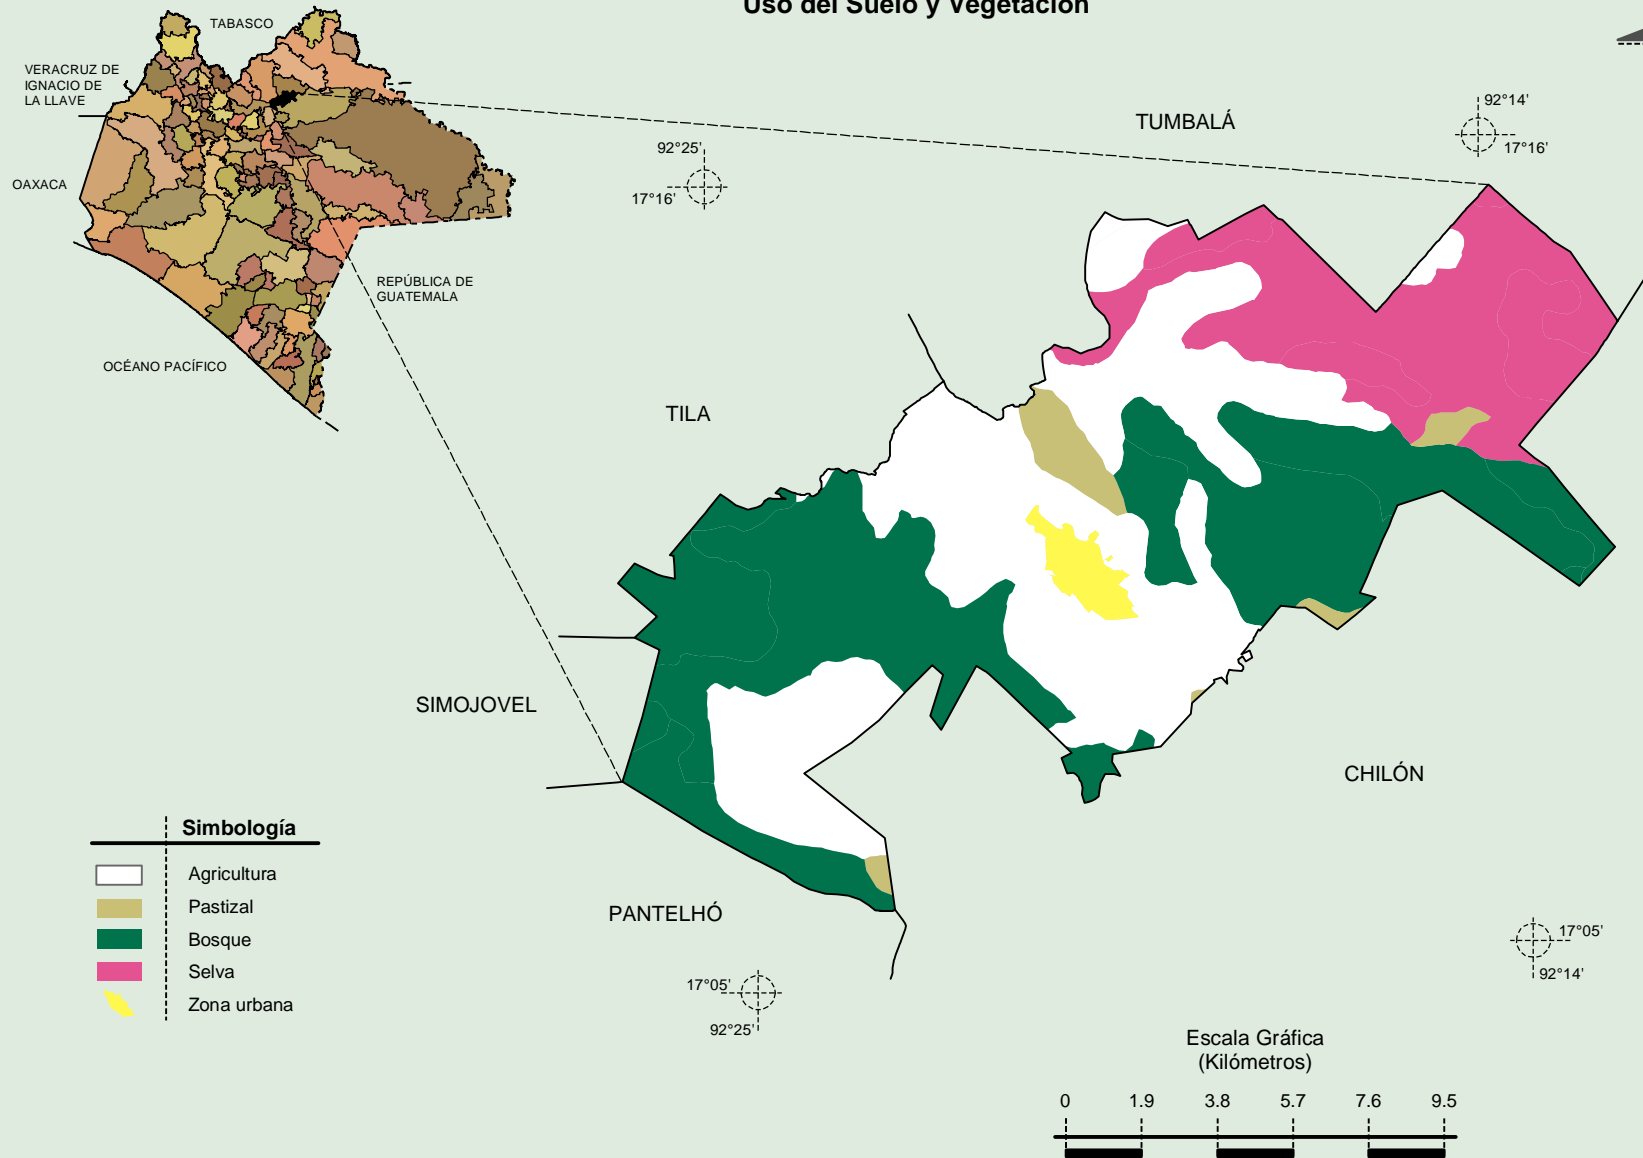 Uso del Suelo y Vegetación
TABASCO
VERACRUZ DE
IGNACIO DE
LA LLAVE
OAXACA
REPÚBLICA DE
GUATEMALA
OCÉANO PACÍFICO
92°25'
17°16'
TUMBALÁ
92°14'
17°16'
TILA
SIMOJOVEL
CHILÓN
PANTELHÓ
Simbología
Agricultura
Pastizal
Bosque
Selva
Zona urbana
17°05'
92°25'
17°05'
92°14'
Escala Gráfica
(Kilómetros)
0 1.9 3.8 5.7 7.6 9.5